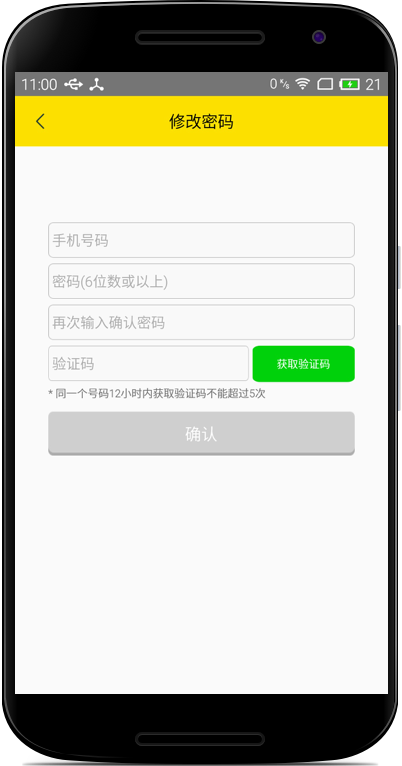 11:00 0 K/s 21
修改密码
手机号码
密码(6位数或以上)
再次输入确认密码
验证码 获取验证码
* 同一个号码12小时内获取验证码不能超过5次
确认